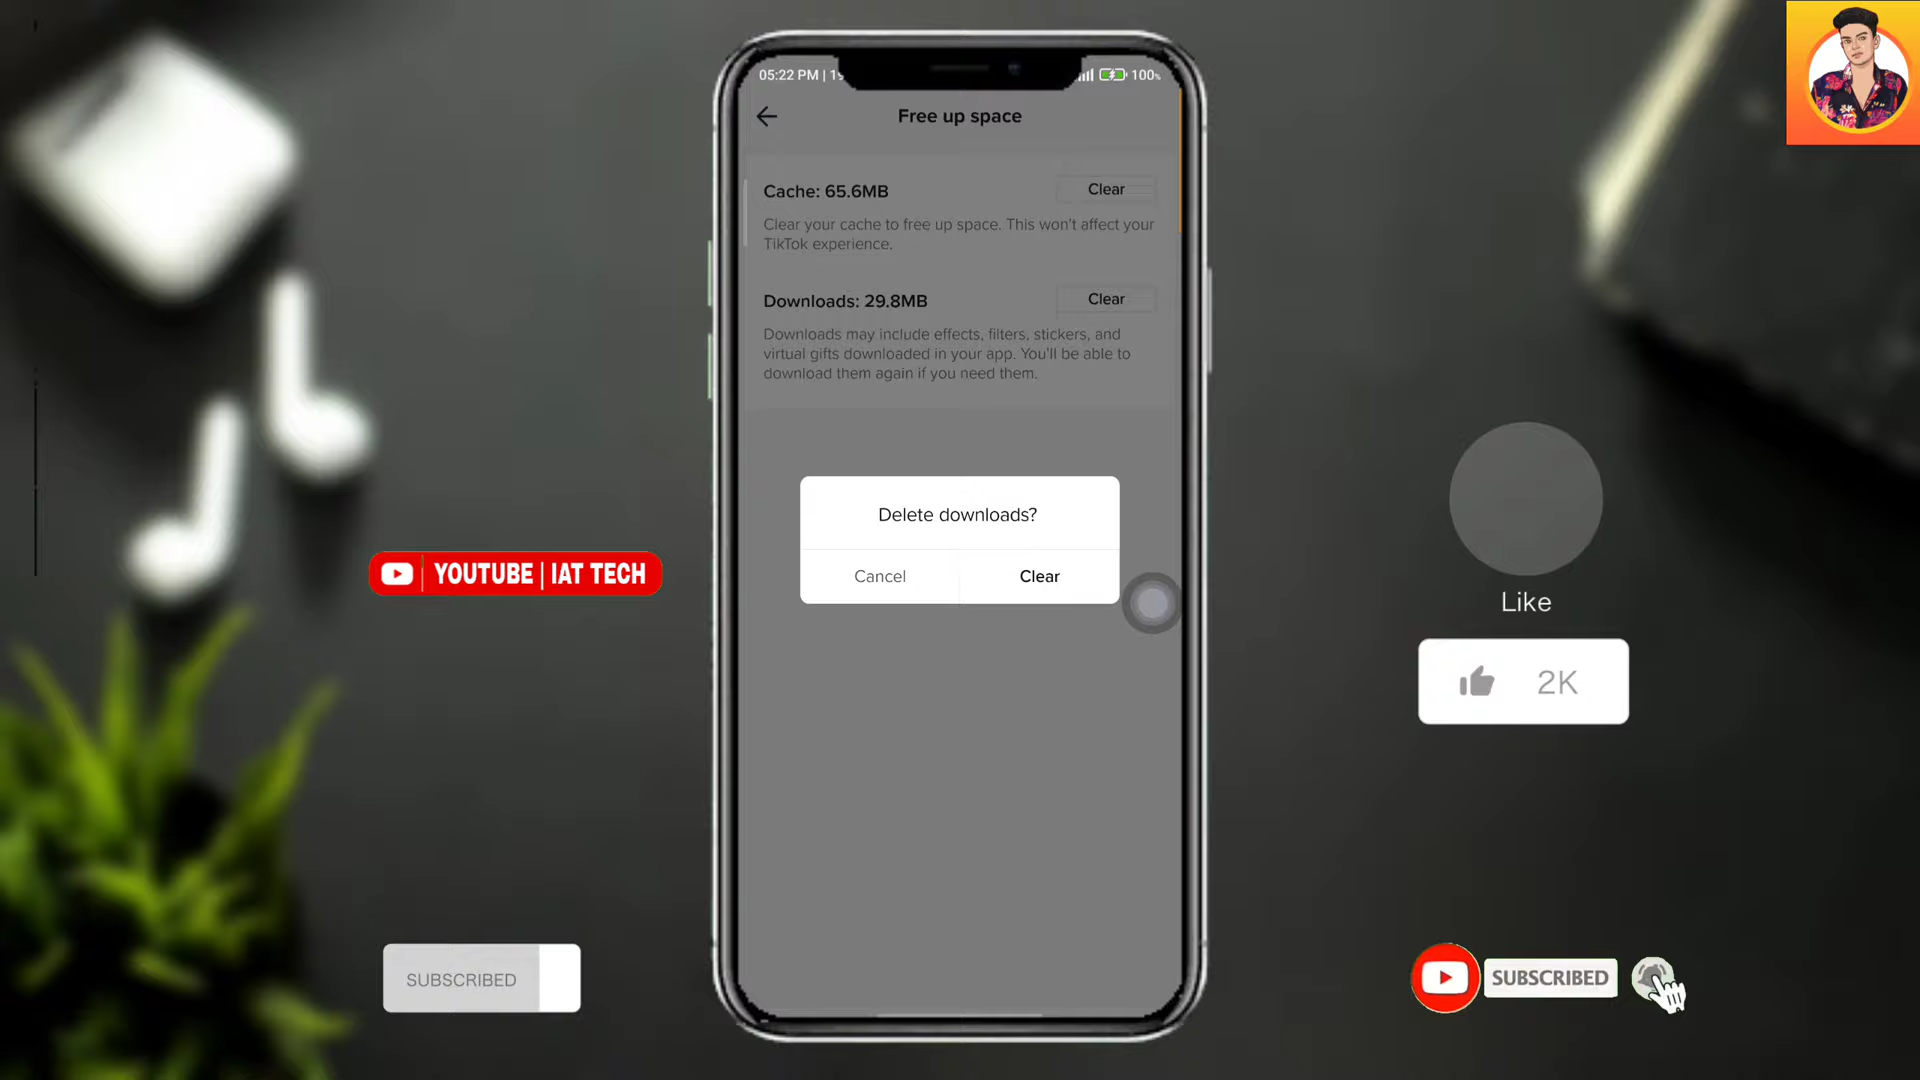 05:22 PM | 19
100%
Free up space
Cache: 65.6MB
Clear
Clear your cache to free up space. This won't affect your
TikTok experience.
Downloads: 29.8MB
Clear
Downloads may include effects, filters, stickers, and
virtual gifts downloaded in your app. You'll be able to
download them again if you need them.
Delete downloads?
Cancel
Clear
YOUTUBE | IAT TECH
Like
2K
SUBSCRIBED
SUBSCRIBED